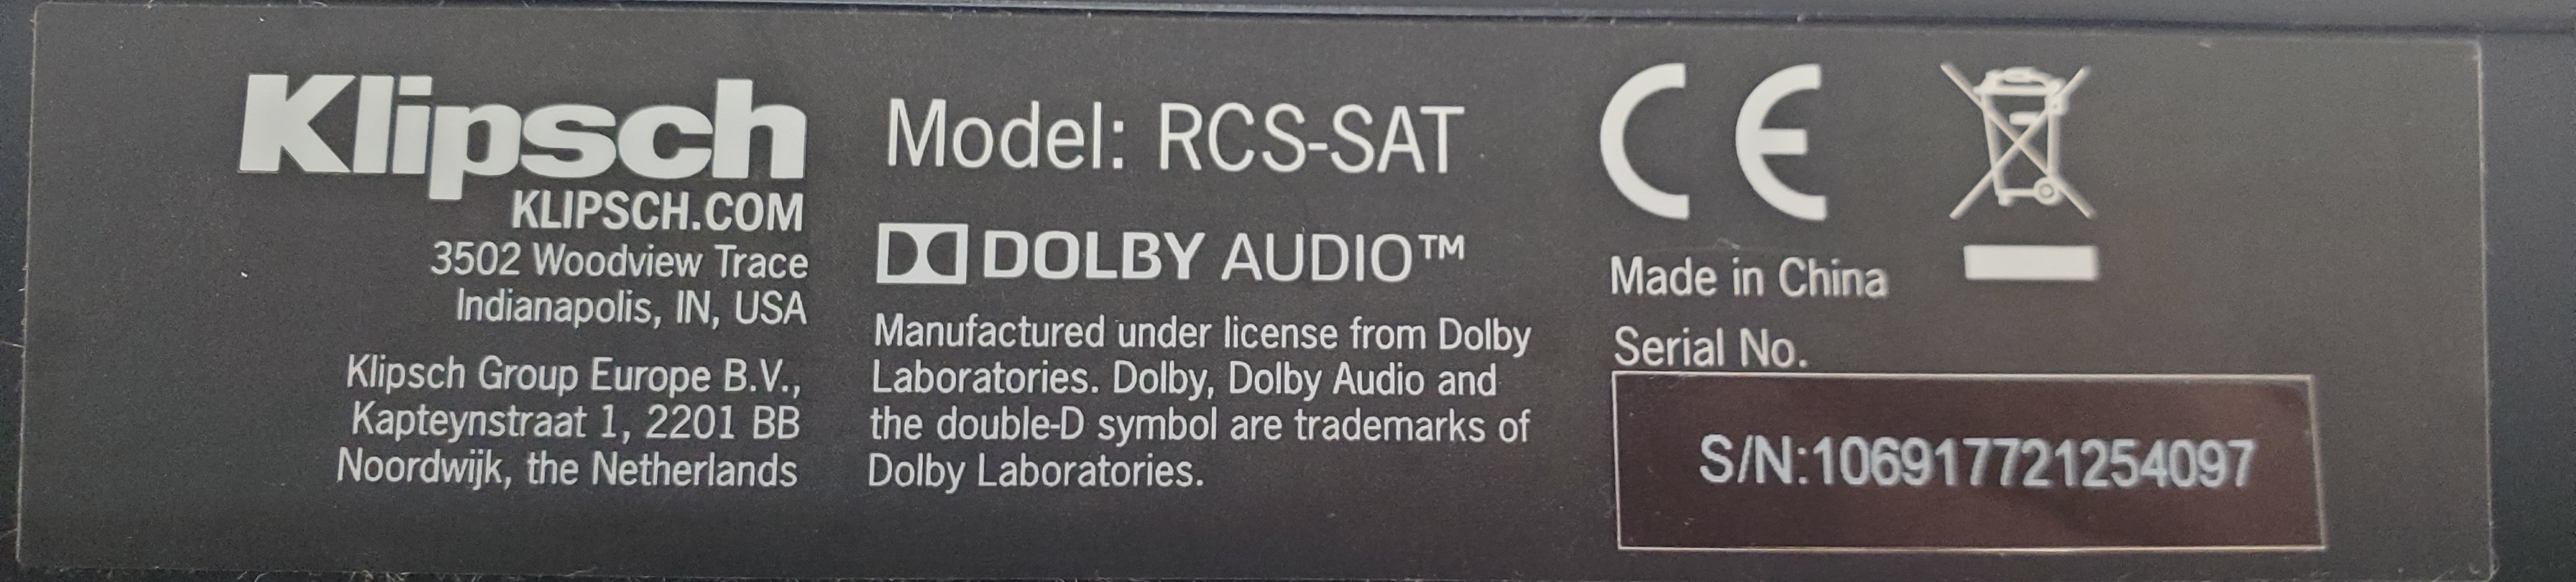 Klipsch
KLIPSCH.COM
3502 Woodview Trace
Indianapolis, IN, USA
Klipsch Group Europe B.V.,
Kapteynstraat 1, 2201 BB
Noordwijk, the Netherlands
Model: RCS-SAT
DOLBY AUDIO™
Manufactured under license from Dolby
Laboratories. Dolby, Dolby Audio and
the double-D symbol are trademarks of
Dolby Laboratories.
CE
Made in China
Serial No.
S/N:106917721254097